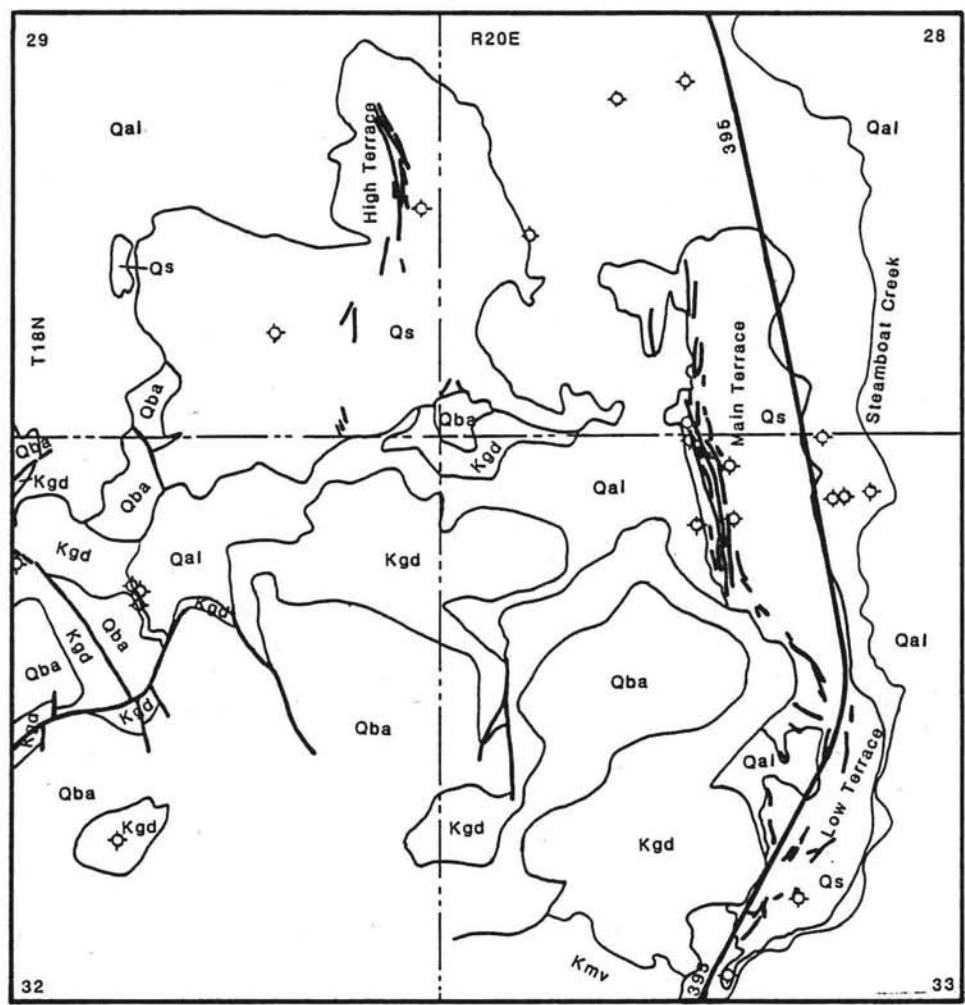 29
R20E
28
Qal
High Terrace
395
Qal
Qs
T18N
Qs
Main Terrace
Steamboat Creek
Qba
Qba
Qs
Qba
Kgd
Kgd
Qba
Qal
Kgd
Qal
Kgd
Kgd
Qal
Kgd
Qba
Qba
Qba
Kgd
Qba
Kgd
Qal
Low Terrace
Qba
Kgd
Kgd
Kgd
Qs
Kmv
32
395
33